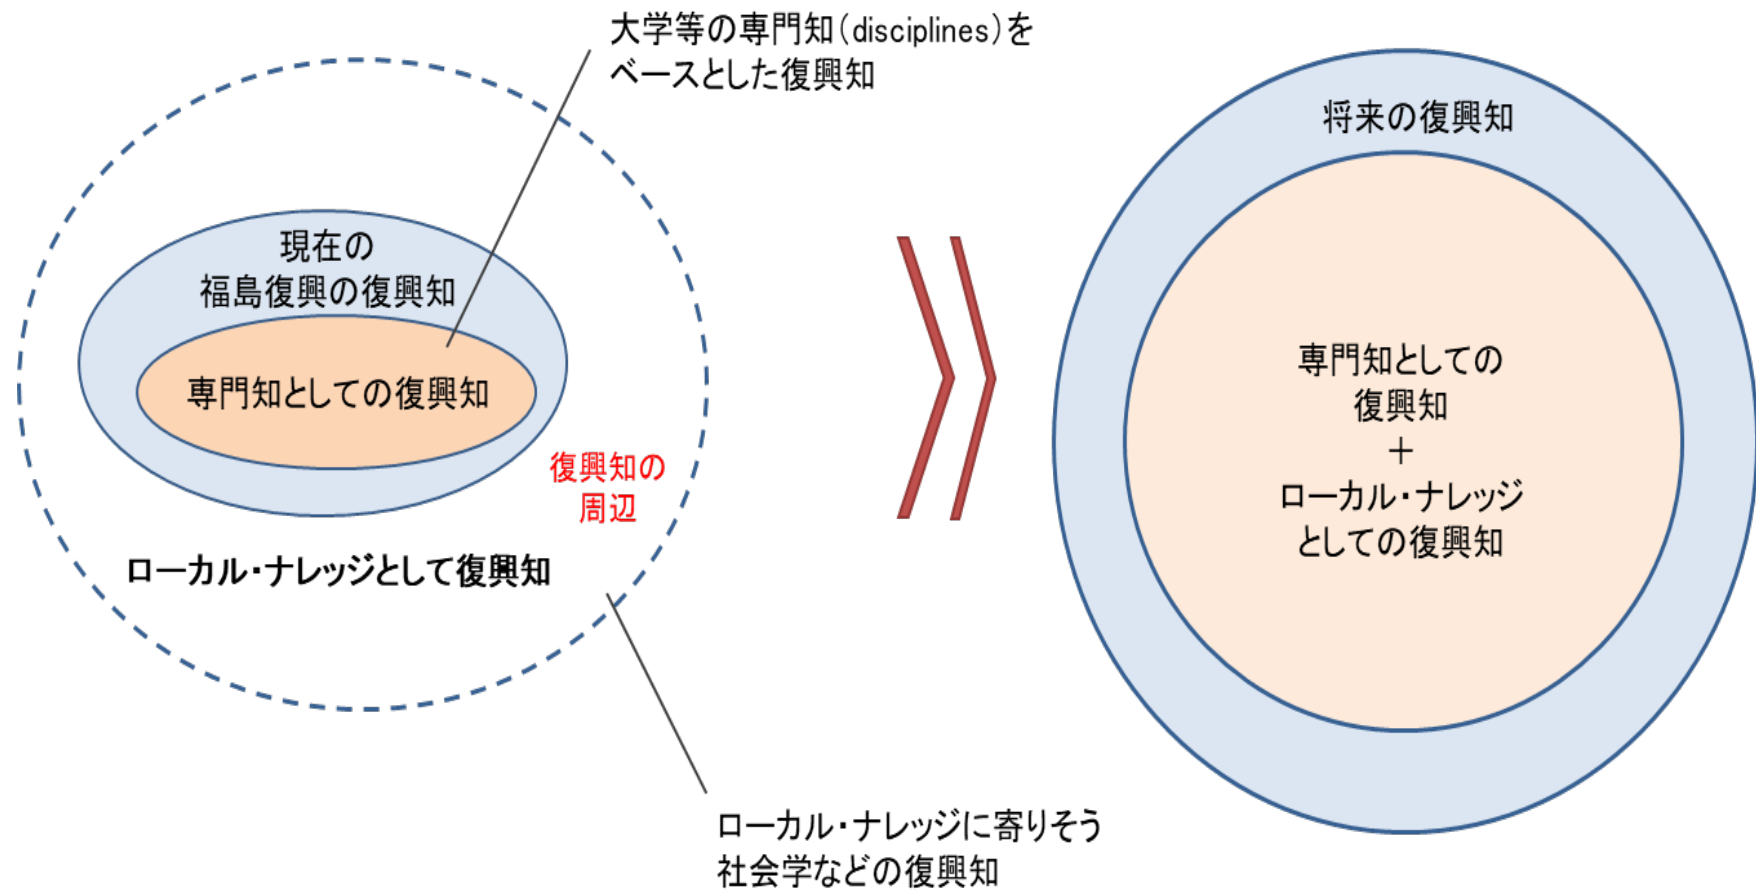 大学等の専門知(disciplines)を
ベースとした復興知
現在の
福島復興の復興知
専門知としての復興知
復興知の
周辺
ローカル・ナレッジとして復興知
ローカル・ナレッジに寄りそう
社会学などの復興知
将来の復興知
専門知としての
復興知
＋
ローカル・ナレッジ
としての復興知